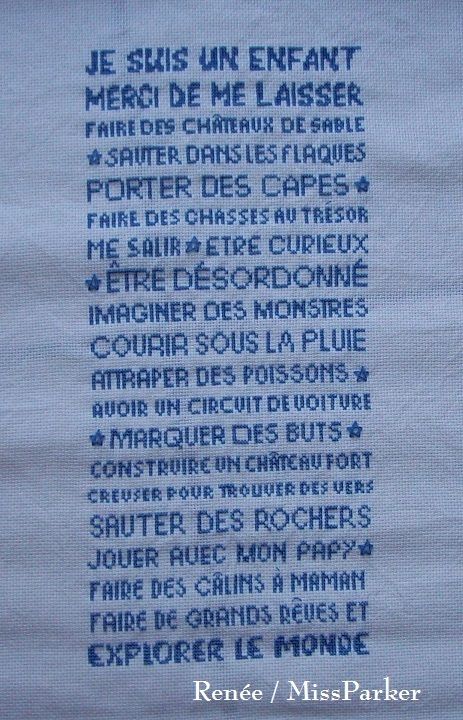 JE SUIS UN ENFANT
MERCI DE ME LAISSER
FAIRE DES CHÂTEAUX DE SABLE
★ SAUTER DANS LES FLAQUES
PORTER DES CAPES ★
FAIRE DES CHASSES AU TRÉSOR
ME SALIR ★ ETRE CURIEUX
★ ÊTRE DÉSORDONNÉ
IMAGINER DES MONSTRES
COURIR SOUS LA PLUIE
ATTRAPER DES POISSONS ★
AVOIR UN CIRCUIT DE VOITURE
★ MARQUER DES BUTS ★
CONSTRUIRE UN CHÂTEAU FORT
CREUSER POUR TROUVER DES VERS
SAUTER DES ROCHERS
JOUER AVEC MON PAPY ★
FAIRE DES CÂLINS À MAMAN
FAIRE DE GRANDS RÊVES ET
EXPLORER LE MONDE
Renée / MissParker